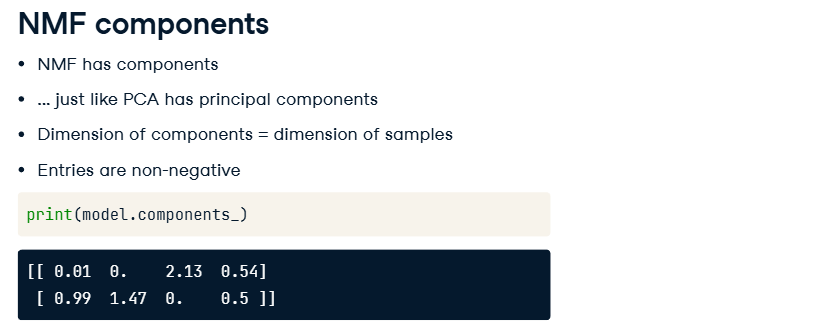 NMF components
• NMF has components
• ... just like PCA has principal components
• Dimension of components = dimension of samples
• Entries are non-negative
print(model.components_)
[[ 0.01  0.    2.13  0.54]
 [ 0.99  1.47  0.    0.5 ]]